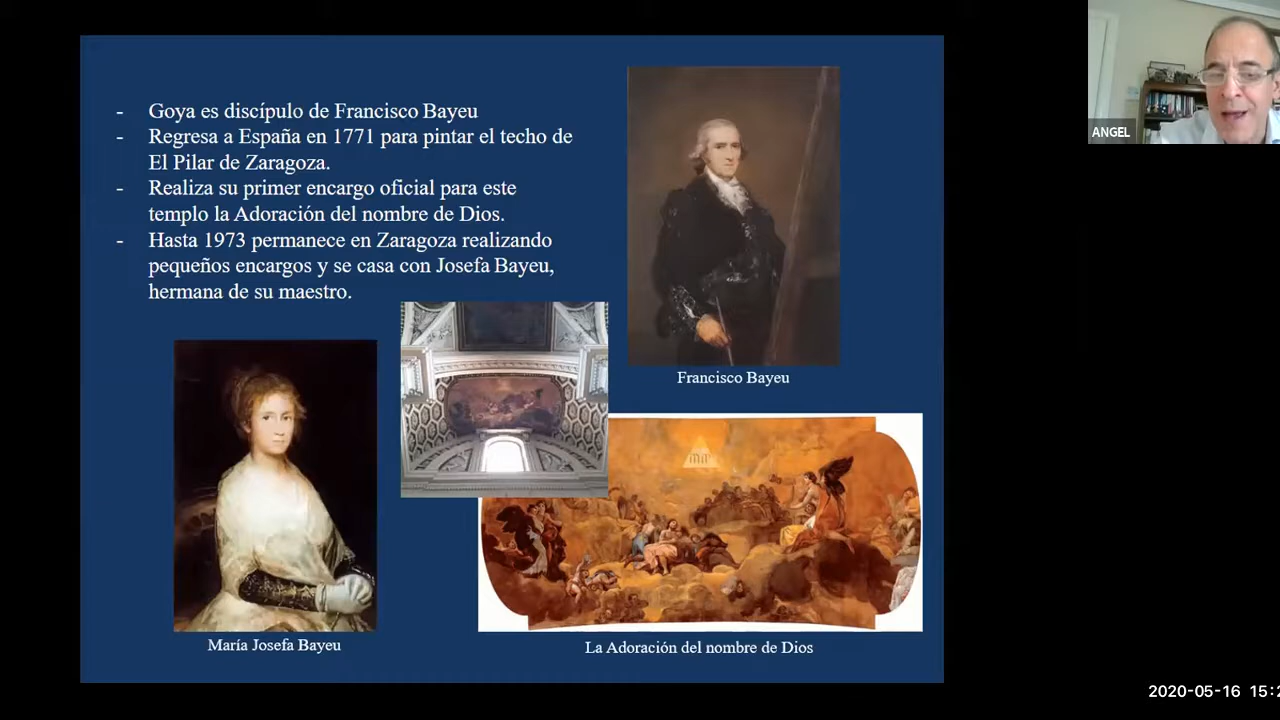 - Goya es discípulo de Francisco Bayeu
- Regresa a España en 1771 para pintar el techo de
El Pilar de Zaragoza.
- Realiza su primer encargo oficial para este
templo la Adoración del nombre de Dios.
- Hasta 1973 permanece en Zaragoza realizando
pequeños encargos y se casa con Josefa Bayeu,
hermana de su maestro.
Francisco Bayeu
María Josefa Bayeu
La Adoración del nombre de Dios
ANGEL
2020-05-16 15:2